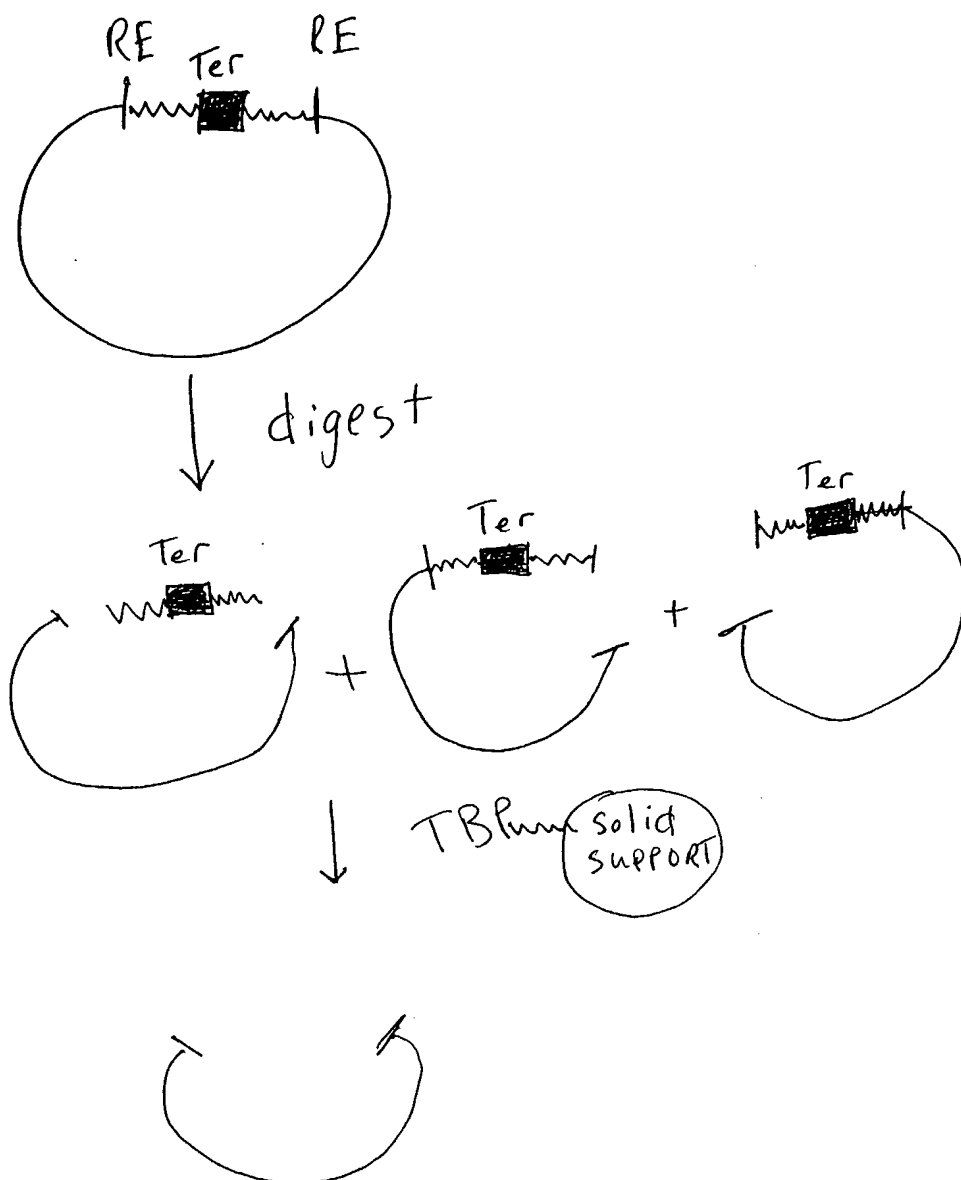 RE Ter RE
digest
Ter
Ter
Ter
+
+
TBP
solid
SUPPORT